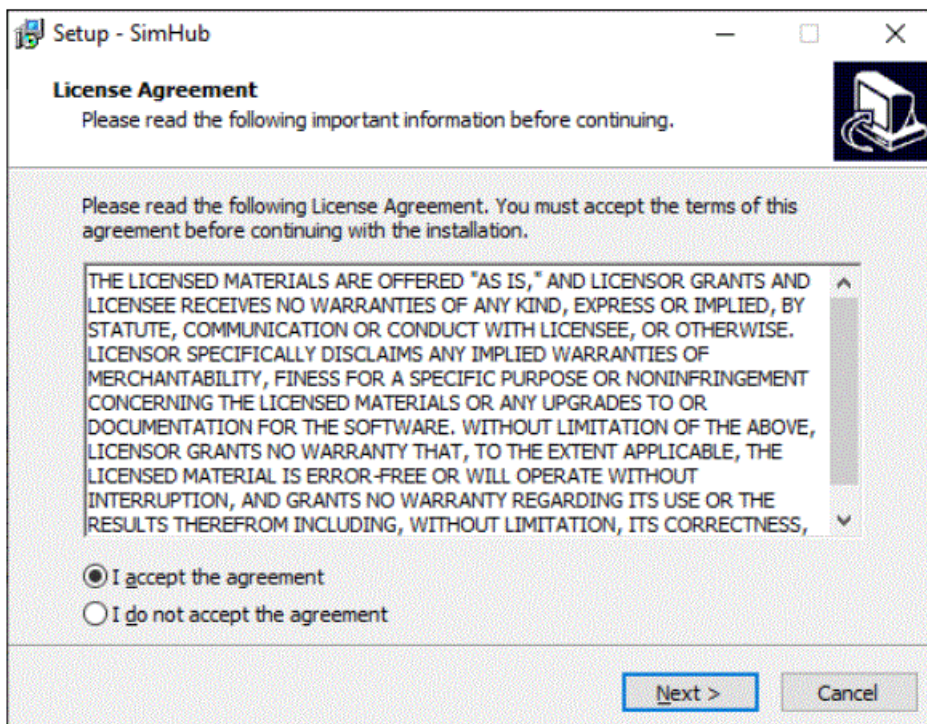 Setup - SimHub
License Agreement
Please read the following important information before continuing.
Please read the following License Agreement. You must accept the terms of this
agreement before continuing with the installation.
THE LICENSED MATERIALS ARE OFFERED "AS IS," AND LICENSOR GRANTS AND
LICENSEE RECEIVES NO WARRANTIES OF ANY KIND, EXPRESS OR IMPLIED, BY
STATUTE, COMMUNICATION OR CONDUCT WITH LICENSEE, OR OTHERWISE.
LICENSOR SPECIFICALLY DISCLAIMS ANY IMPLIED WARRANTIES OF
MERCHANTABILITY, FINESS FOR A SPECIFIC PURPOSE OR NONINFRINGEMENT
CONCERNING THE LICENSED MATERIALS OR ANY UPGRADES TO OR
DOCUMENTATION FOR THE SOFTWARE. WITHOUT LIMITATION OF THE ABOVE,
LICENSOR GRANTS NO WARRANTY THAT, TO THE EXTENT APPLICABLE, THE
LICENSED MATERIAL IS ERROR-FREE OR WILL OPERATE WITHOUT
INTERRUPTION, AND GRANTS NO WARRANTY REGARDING ITS USE OR THE
RESULTS THEREFROM INCLUDING, WITHOUT LIMITATION, ITS CORRECTNESS,
I accept the agreement
I do not accept the agreement
Next >
Cancel